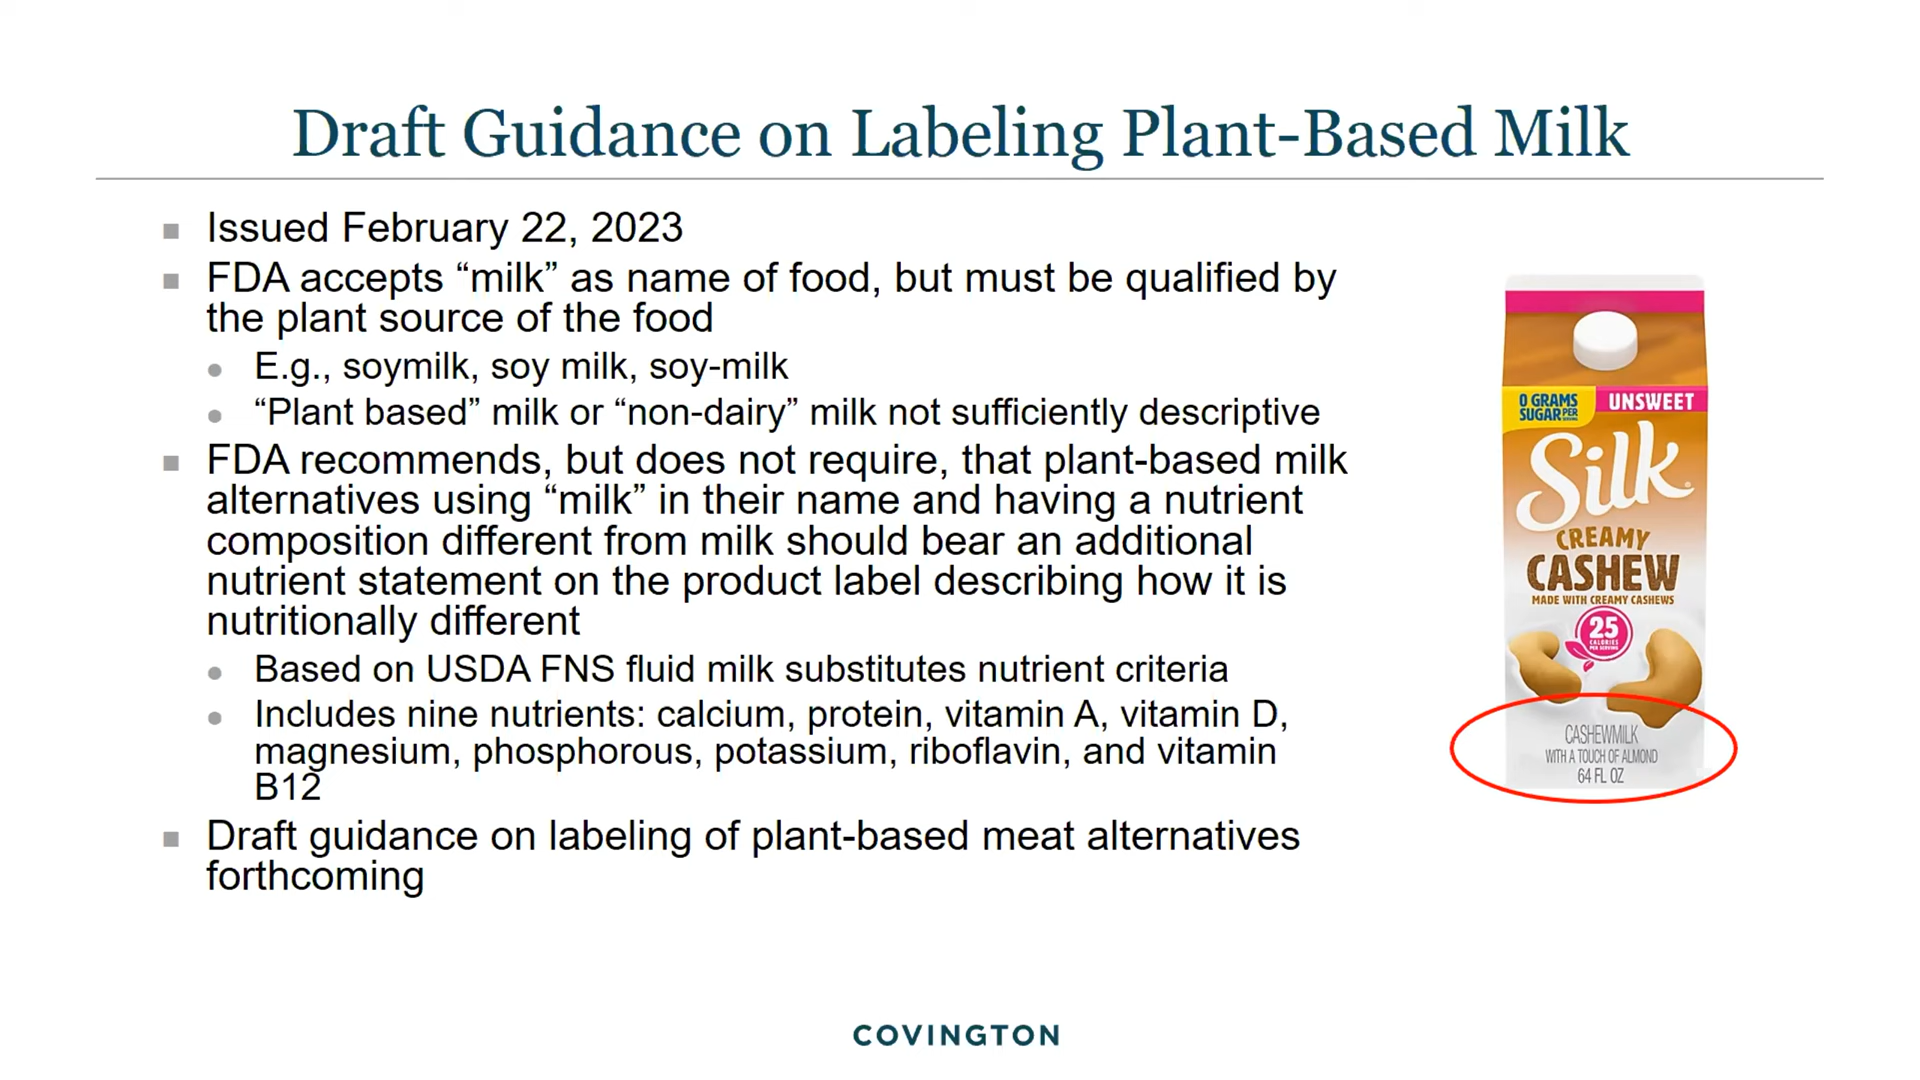 Draft Guidance on Labeling Plant-Based Milk
Issued February 22, 2023
FDA accepts “milk” as name of food, but must be qualified by
the plant source of the food
E.g., soymilk, soy milk, soy-milk
“Plant based” milk or “non-dairy” milk not sufficiently descriptive
FDA recommends, but does not require, that plant-based milk
alternatives using “milk” in their name and having a nutrient
composition different from milk should bear an additional
nutrient statement on the product label describing how it is
nutritionally different
Based on USDA FNS fluid milk substitutes nutrient criteria
Includes nine nutrients: calcium, protein, vitamin A, vitamin D,
magnesium, phosphorous, potassium, riboflavin, and vitamin
B12
Draft guidance on labeling of plant-based meat alternatives
forthcoming
0 GRAMS
SUGAR PER
SERVING
UNSWEET
Silk
CREAMY
CASHEW
MADE WITH CREAMY CASHEWS
25
CALORIES
PER SERVING
CASHEWMILK
WITH A TOUCH OF ALMOND
64 FL OZ
COVINGTON